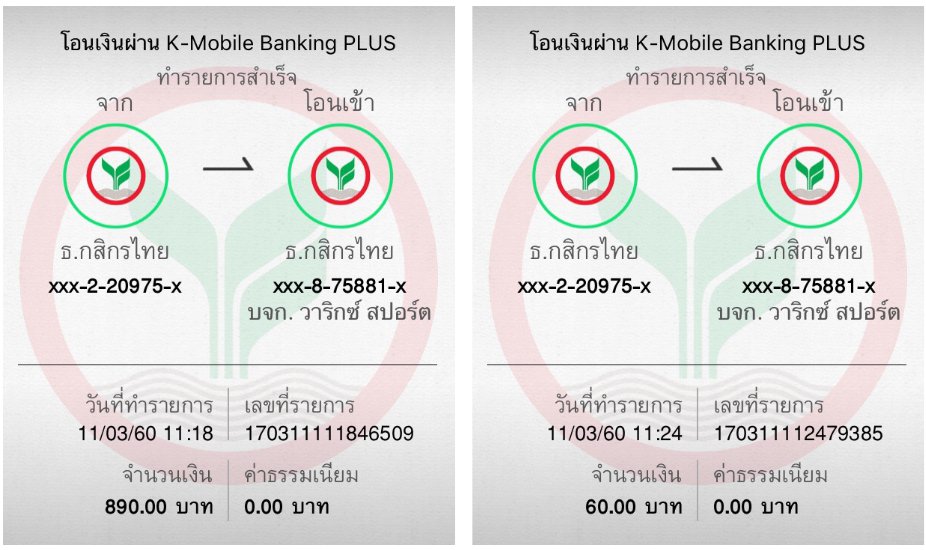 โอนเงินผ่าน K-Mobile Banking PLUS
ทำรายการสำเร็จ
จาก โอนเข้า
ธ.กสิกรไทย ธ.กสิกรไทย
xxx-2-20975-x xxx-8-75881-x
บจก. วาริกซ์ สปอร์ต
วันที่ทำรายการ เลขที่รายการ
11/03/60 11:18 170311111846509
จำนวนเงิน ค่าธรรมเนียม
890.00 บาท 0.00 บาท
โอนเงินผ่าน K-Mobile Banking PLUS
ทำรายการสำเร็จ
จาก โอนเข้า
ธ.กสิกรไทย ธ.กสิกรไทย
xxx-2-20975-x xxx-8-75881-x
บจก. วาริกซ์ สปอร์ต
วันที่ทำรายการ เลขที่รายการ
11/03/60 11:24 170311112479385
จำนวนเงิน ค่าธรรมเนียม
60.00 บาท 0.00 บาท